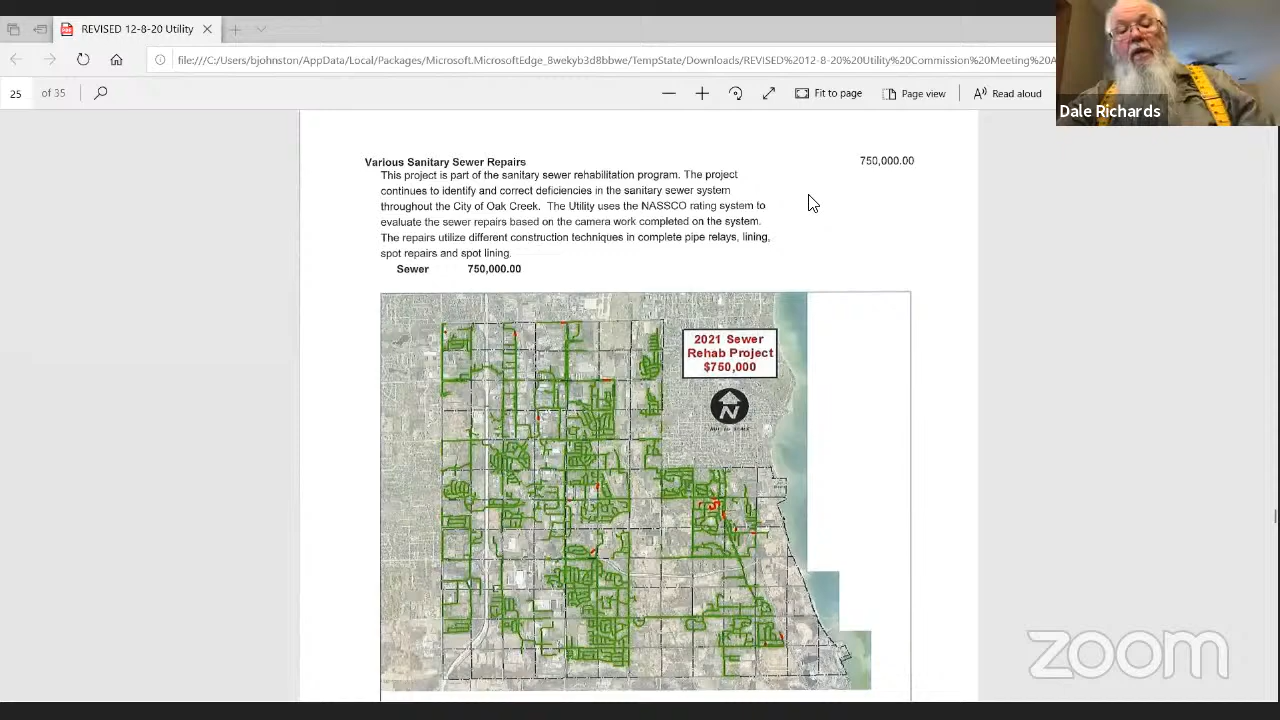 REVISED 12-8-20 Utility
file:///C:/Users/bjohnston/AppData/Local/Packages/Microsoft.MicrosoftEdge_8wekyb3d8bbwe/TempState/Downloads/REVISED%2012-8-20%20Utility%20Commission%20Meeting%20A
25 of 35
Fit to page
Page view
Read aloud
Dale Richards
Various Sanitary Sewer Repairs 750,000.00
This project is part of the sanitary sewer rehabilitation program. The project
continues to identify and correct deficiencies in the sanitary sewer system
throughout the City of Oak Creek. The Utility uses the NASSCO rating system to
evaluate the sewer repairs based on the camera work completed on the system.
The repairs utilize different construction techniques in complete pipe relays, lining,
spot repairs and spot lining.
Sewer 750,000.00
2021 Sewer
Rehab Project
$750,000
N
zoom